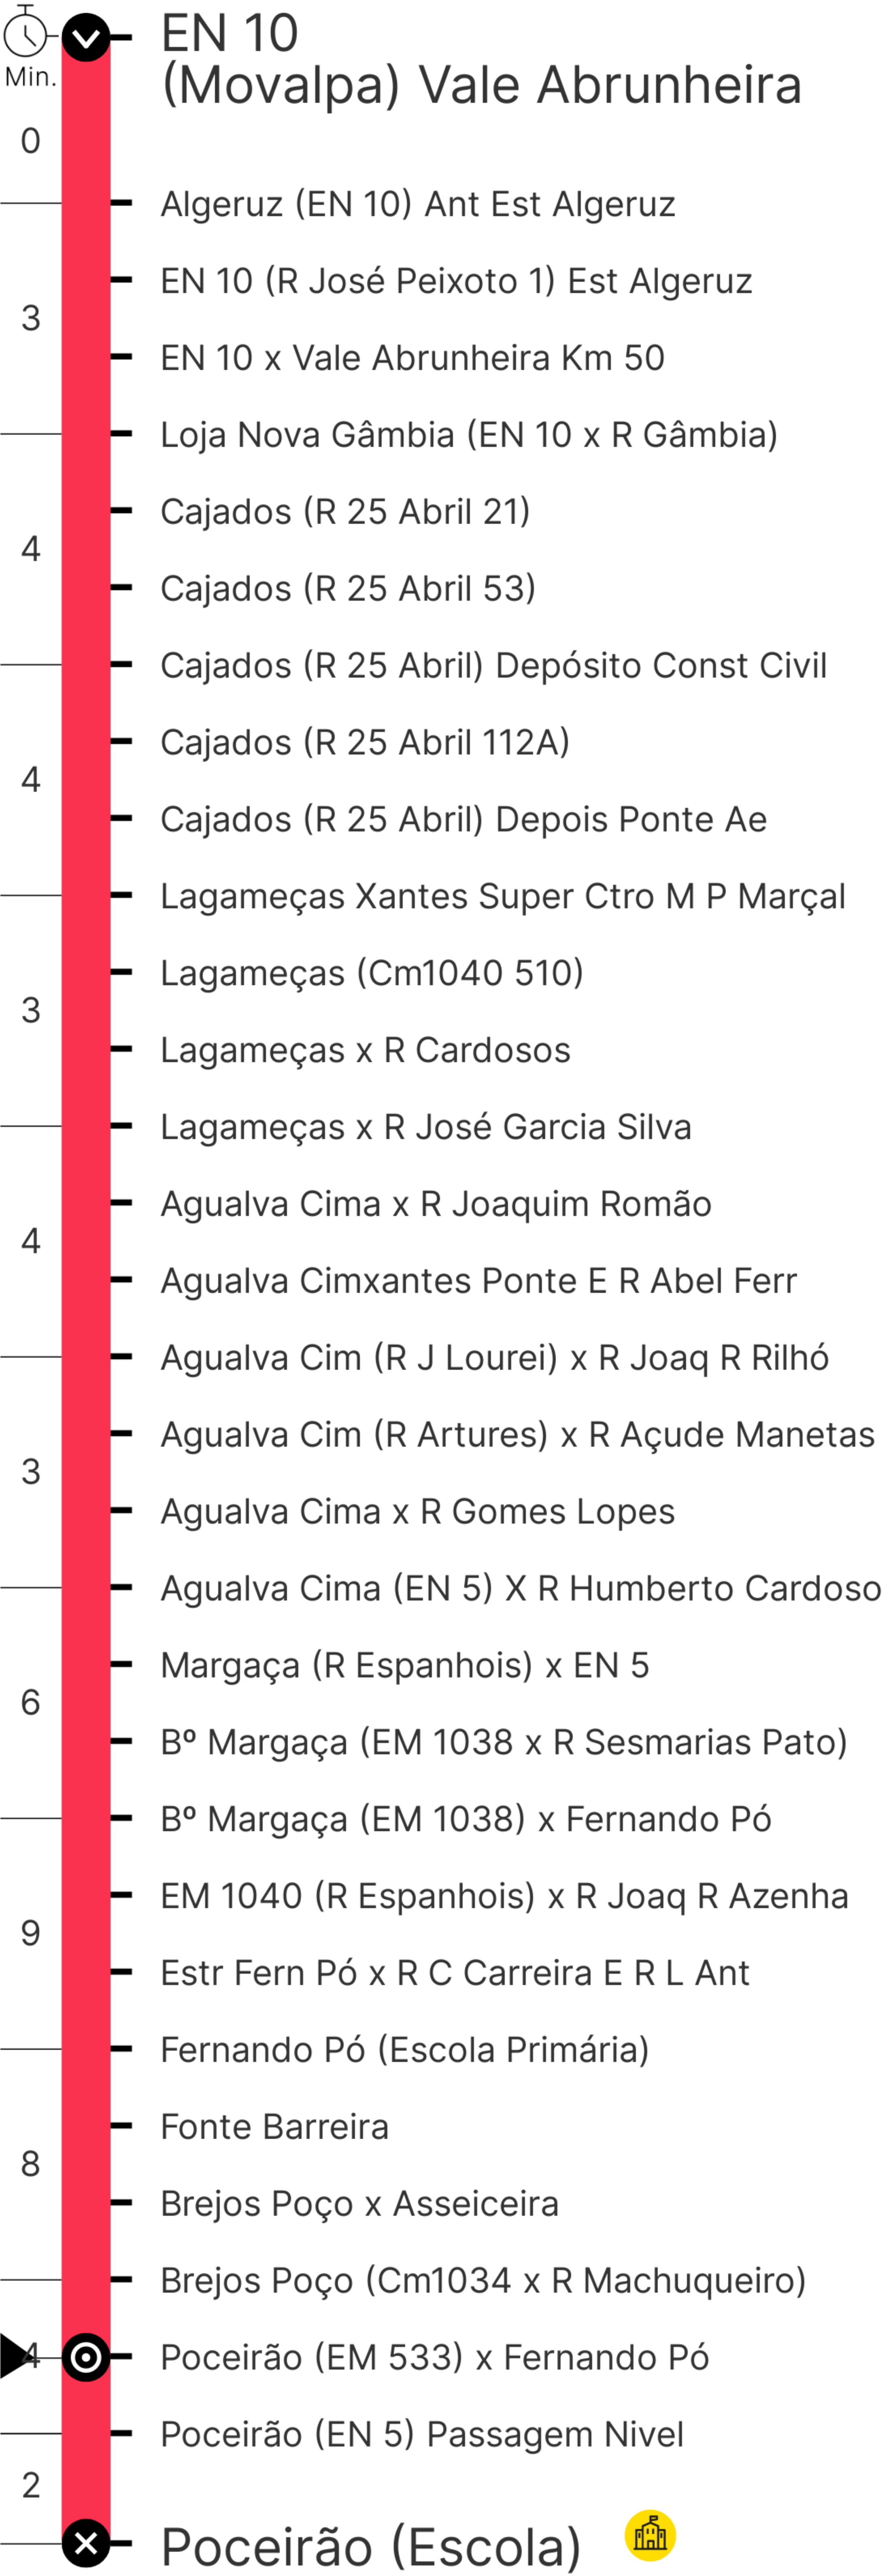 EN 10
(Movalpa) Vale Abrunheira
Min.
0
Algeruz (EN 10) Ant Est Algeruz
EN 10 (R José Peixoto 1) Est Algeruz
3
EN 10 x Vale Abrunheira Km 50
Loja Nova Gâmbia (EN 10 x R Gâmbia)
Cajados (R 25 Abril 21)
4
Cajados (R 25 Abril 53)
Cajados (R 25 Abril) Depósito Const Civil
Cajados (R 25 Abril 112A)
4
Cajados (R 25 Abril) Depois Ponte Ae
Lagameças Xantes Super Ctro M P Marçal
Lagameças (Cm1040 510)
3
Lagameças x R Cardosos
Lagameças x R José Garcia Silva
Agualva Cima x R Joaquim Romão
4
Agualva Cimxantes Ponte E R Abel Ferr
Agualva Cim (R J Lourei) x R Joaq R Rilhó
Agualva Cim (R Artures) x R Açude Manetas
3
Agualva Cima x R Gomes Lopes
Agualva Cima (EN 5) X R Humberto Cardoso
Margaça (R Espanhois) x EN 5
6
Bº Margaça (EM 1038 x R Sesmarias Pato)
Bº Margaça (EM 1038) x Fernando Pó
EM 1040 (R Espanhois) x R Joaq R Azenha
9
Estr Fern Pó x R C Carreira E R L Ant
Fernando Pó (Escola Primária)
Fonte Barreira
8
Brejos Poço x Asseiceira
Brejos Poço (Cm1034 x R Machuqueiro)
4
Poceirão (EM 533) x Fernando Pó
Poceirão (EN 5) Passagem Nivel
2
Poceirão (Escola)